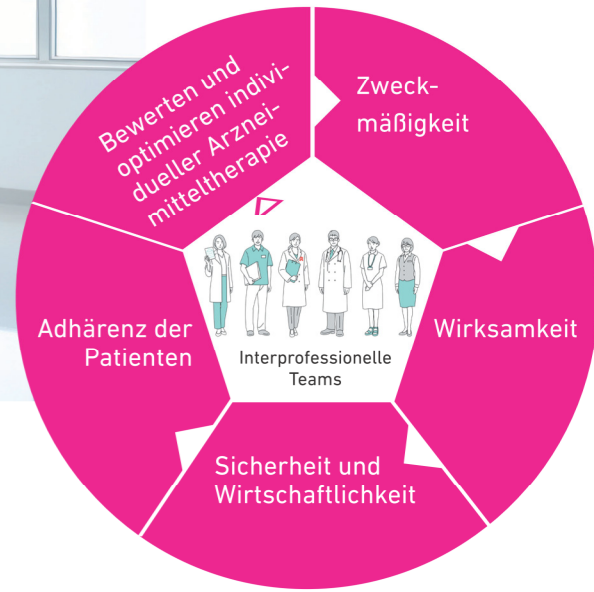 Bewerten und
optimieren indivi-
dueller Arznei-
mitteltherapie
Zweck-
mäßigkeit
Wirksamkeit
Sicherheit und
Wirtschaftlichkeit
Adhärenz der
Patienten
Interprofessionelle
Teams